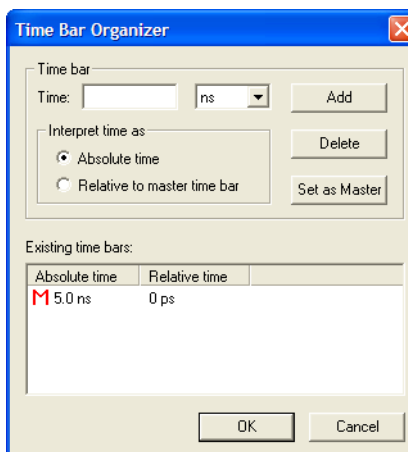 Time Bar Organizer
Time bar
Time:
ns
Add
Interpret time as
Absolute time
Relative to master time bar
Delete
Set as Master
Existing time bars:
Absolute time Relative time
M 5.0 ns 0 ps
OK Cancel